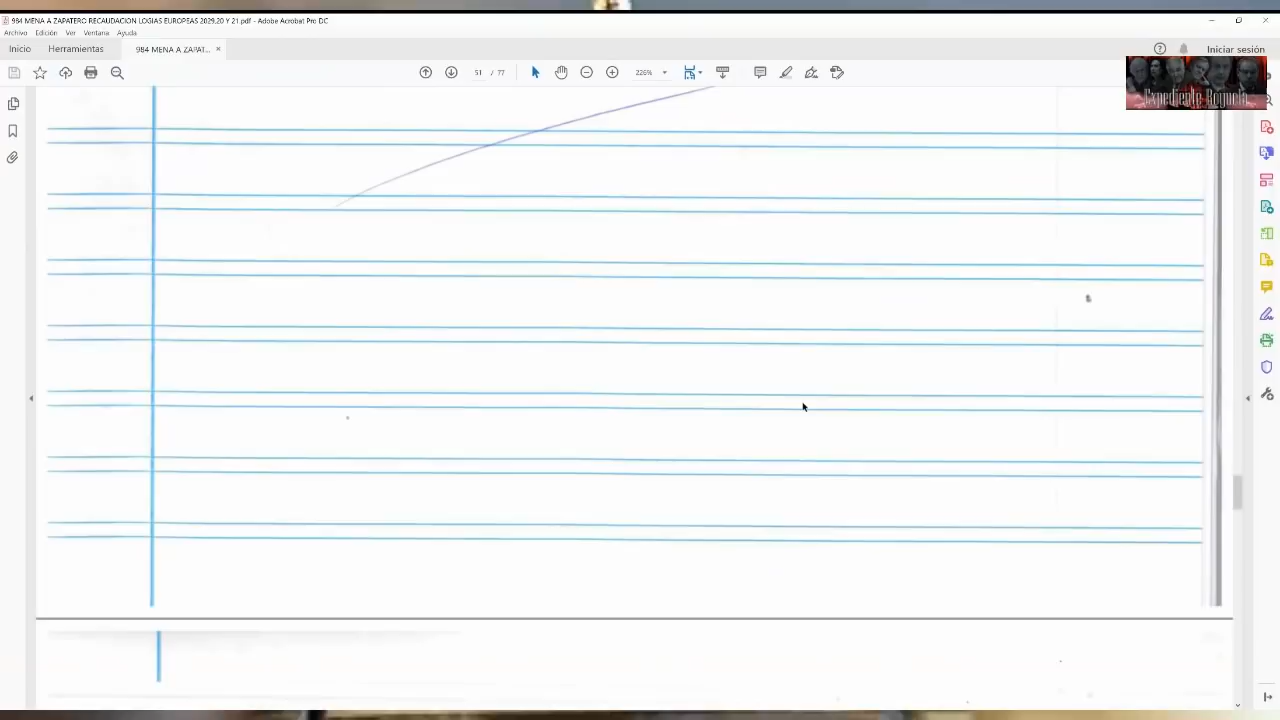 984 MENA A ZAPATERO RECAUDACION LOGIAS EUROPEAS 2029,20 Y 21.pdf - Adobe Acrobat Pro DC
Archivo Edición Ver Ventana Ayuda
Inicio Herramientas 984 MENA A ZAPAT... × Iniciar sesión
51 / 77 226%
Expediente Royuela